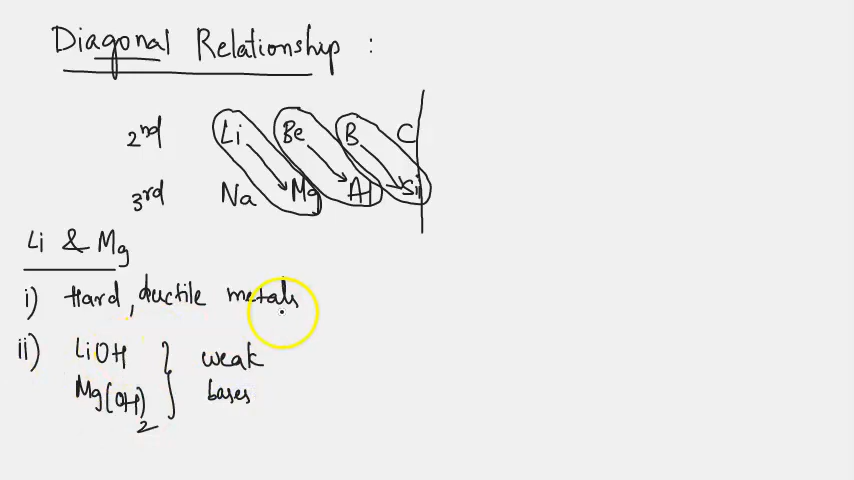 Diagonal Relationship :
2nd Li Be B C
3rd Na Mg Al Si
Li & Mg
i) Hard, ductile metals
ii) LiOH } weak
Mg(OH)2 bases